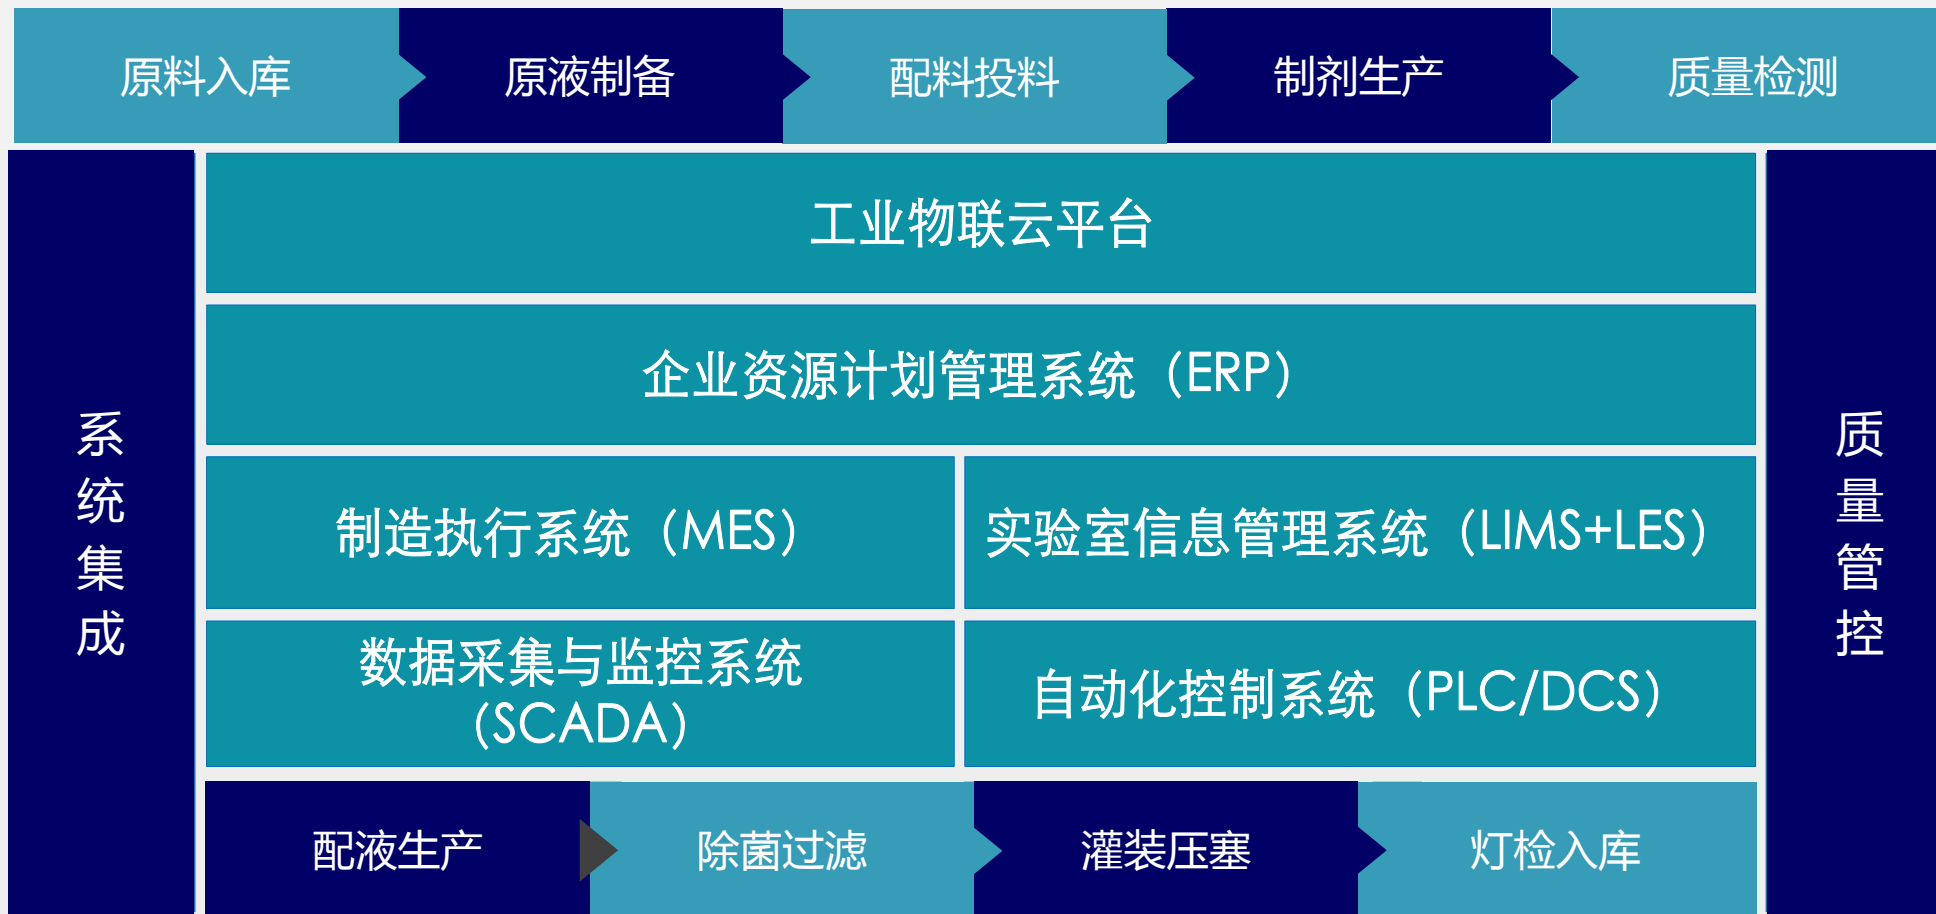 原料入库
原液制备
配料投料
制剂生产
质量检测
系统集成
工业物联云平台
企业资源计划管理系统（ERP）
制造执行系统（MES）
实验室信息管理系统（LIMS+LES）
数据采集与监控系统
（SCADA）
自动化控制系统（PLC/DCS）
质量管控
配液生产
除菌过滤
灌装压塞
灯检入库